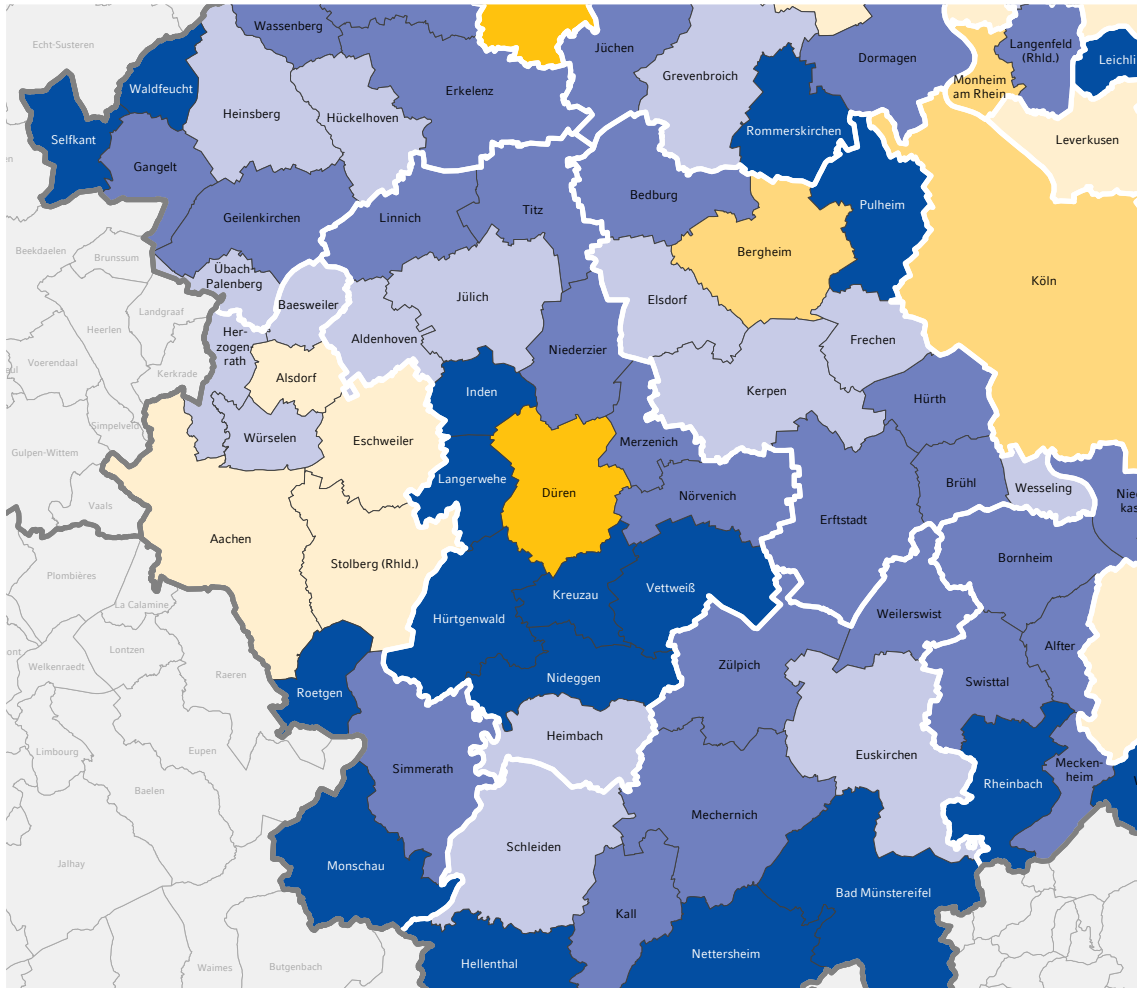 Echt-Susteren
Wassenberg
Jüchen
Dormagen
Langenfeld
(Rhld.)
Leichli
Waldfeucht
Erkelenz
Grevenbroich
Monheim
am Rhein
Heinsberg
Hückelhoven
Rommerskirchen
Leverkusen
Selfkant
Gangelt
Geilenkirchen
Linnich
Titz
Bedburg
Pulheim
Beekdaelen
Brunssum
Bergheim
Köln
Übach-
Palenberg
Baesweiler
Jülich
Elsdorf
Landgraaf
Heerlen
Her-
zogen-
rath
Aldenhoven
Niederzier
Frechen
Voerendaal
Kerkrade
Alsdorf
Inden
Kerpen
Hürth
Simpelveld
Gulpen-Wittem
Würselen
Eschweiler
Merzenich
Langerwehe
Düren
Nörvenich
Brühl
Wesseling
Nied
kas
Vaals
Aachen
Erftstadt
Stolberg (Rhld.)
Bornheim
Plombières
La Calamine
Kreuzau
Vettweiß
Hürtgenwald
Weilerswist
Lontzen
Welkenraedt
ont
Raeren
Zülpich
Alfter
Nideggen
Swisttal
Roetgen
Heimbach
Limbourg
Eupen
Simmerath
Euskirchen
Mecken-
heim
Rheinbach
Baelen
Mechernich
Schleiden
Jalhay
Monschau
Bad Münstereifel
Kall
Waimes
Butgenbach
Hellenthal
Nettersheim